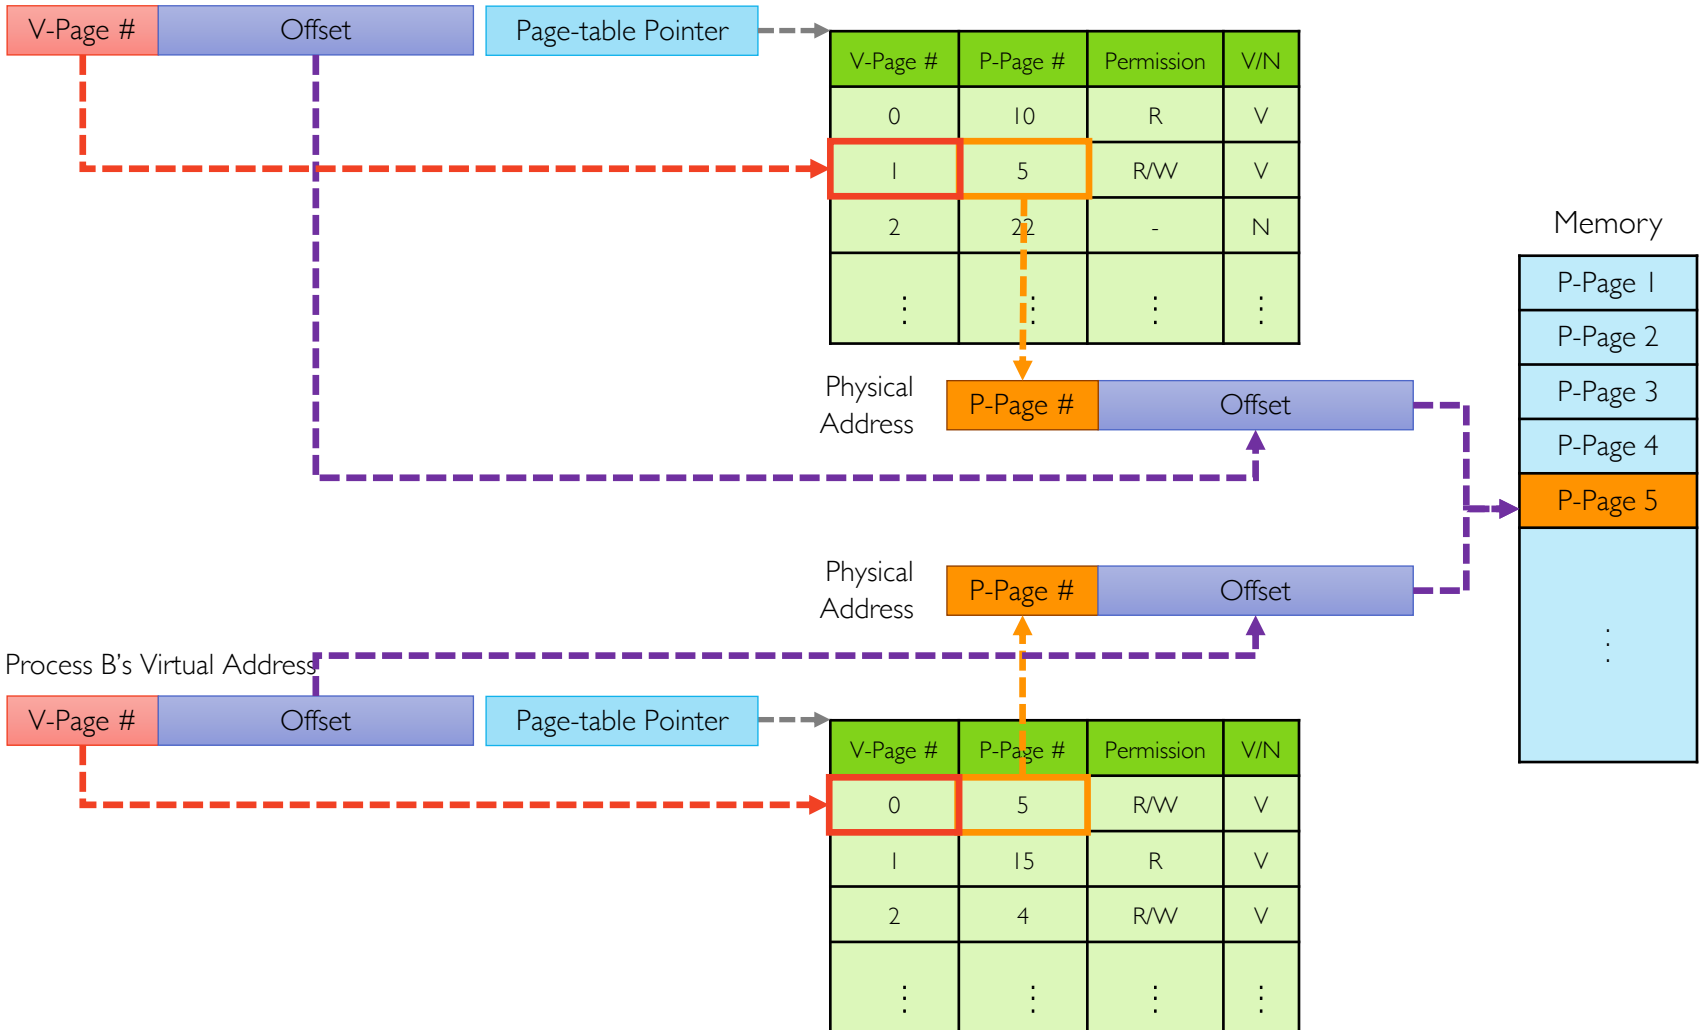 V-Page # Offset Page-table Pointer
V-Page # P-Page # Permission V/N
0 10 R V
1 5 R/W V
2 22 - N
⋮ ⋮ ⋮ ⋮
Memory
P-Page 1
P-Page 2
P-Page 3
P-Page 4
P-Page 5
⋮
Physical
Address
P-Page # Offset
Physical
Address
P-Page # Offset
Process B’s Virtual Address
V-Page # Offset Page-table Pointer
V-Page # P-Page # Permission V/N
0 5 R/W V
1 15 R V
2 4 R/W V
⋮ ⋮ ⋮ ⋮